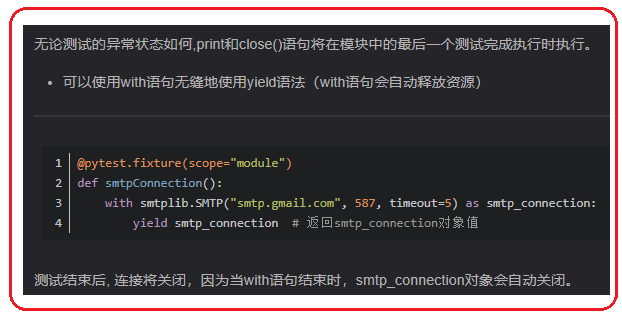 无论测试的异常状态如何,print和close()语句将在模块中的最后一个测试完成执行时执行。
• 可以使用with语句无缝地使用yield语法（with语句会自动释放资源）
1 @pytest.fixture(scope="module")
2 def smtpConnection():
3     with smtplib.SMTP("smtp.gmail.com", 587, timeout=5) as smtp_connection:
4         yield smtp_connection  # 返回smtp_connection对象值
测试结束后, 连接将关闭，因为当with语句结束时，smtp_connection对象会自动关闭。